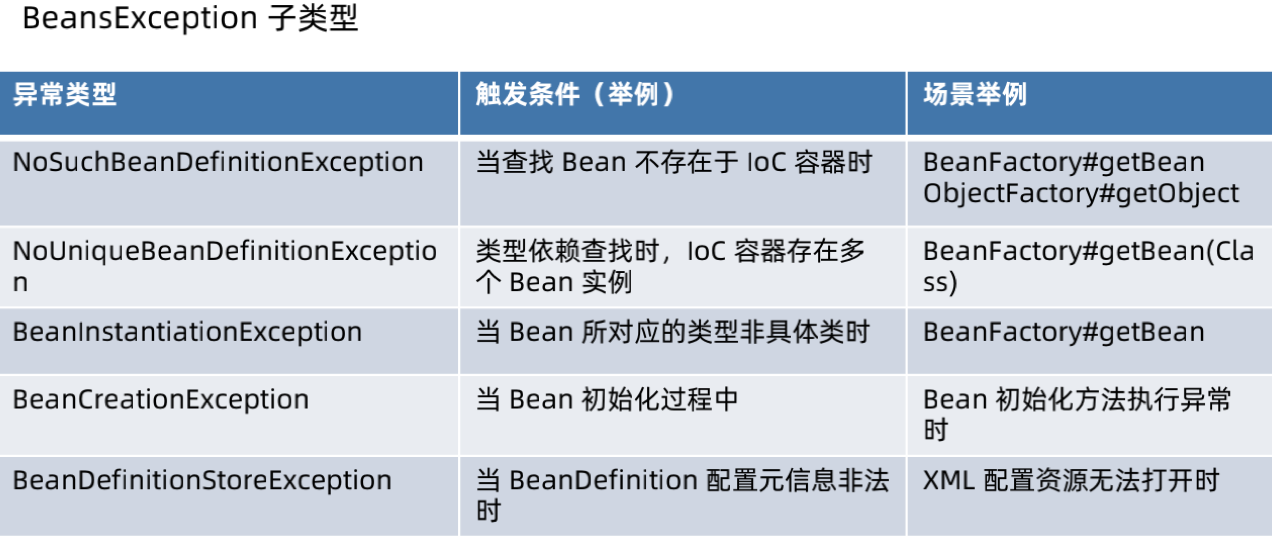 BeansException 子类型
异常类型
触发条件（举例）
场景举例
NoSuchBeanDefinitionException
当查找 Bean 不存在于 IoC 容器时
BeanFactory#getBean
ObjectFactory#getObject
NoUniqueBeanDefinitionExceptio
n
类型依赖查找时，IoC 容器存在多
个 Bean 实例
BeanFactory#getBean(Cla
ss)
BeanInstantiationException
当 Bean 所对应的类型非具体类时
BeanFactory#getBean
BeanCreationException
当 Bean 初始化过程中
Bean 初始化方法执行异常
时
BeanDefinitionStoreException
当 BeanDefinition 配置元信息非法
时
XML 配置资源无法打开时